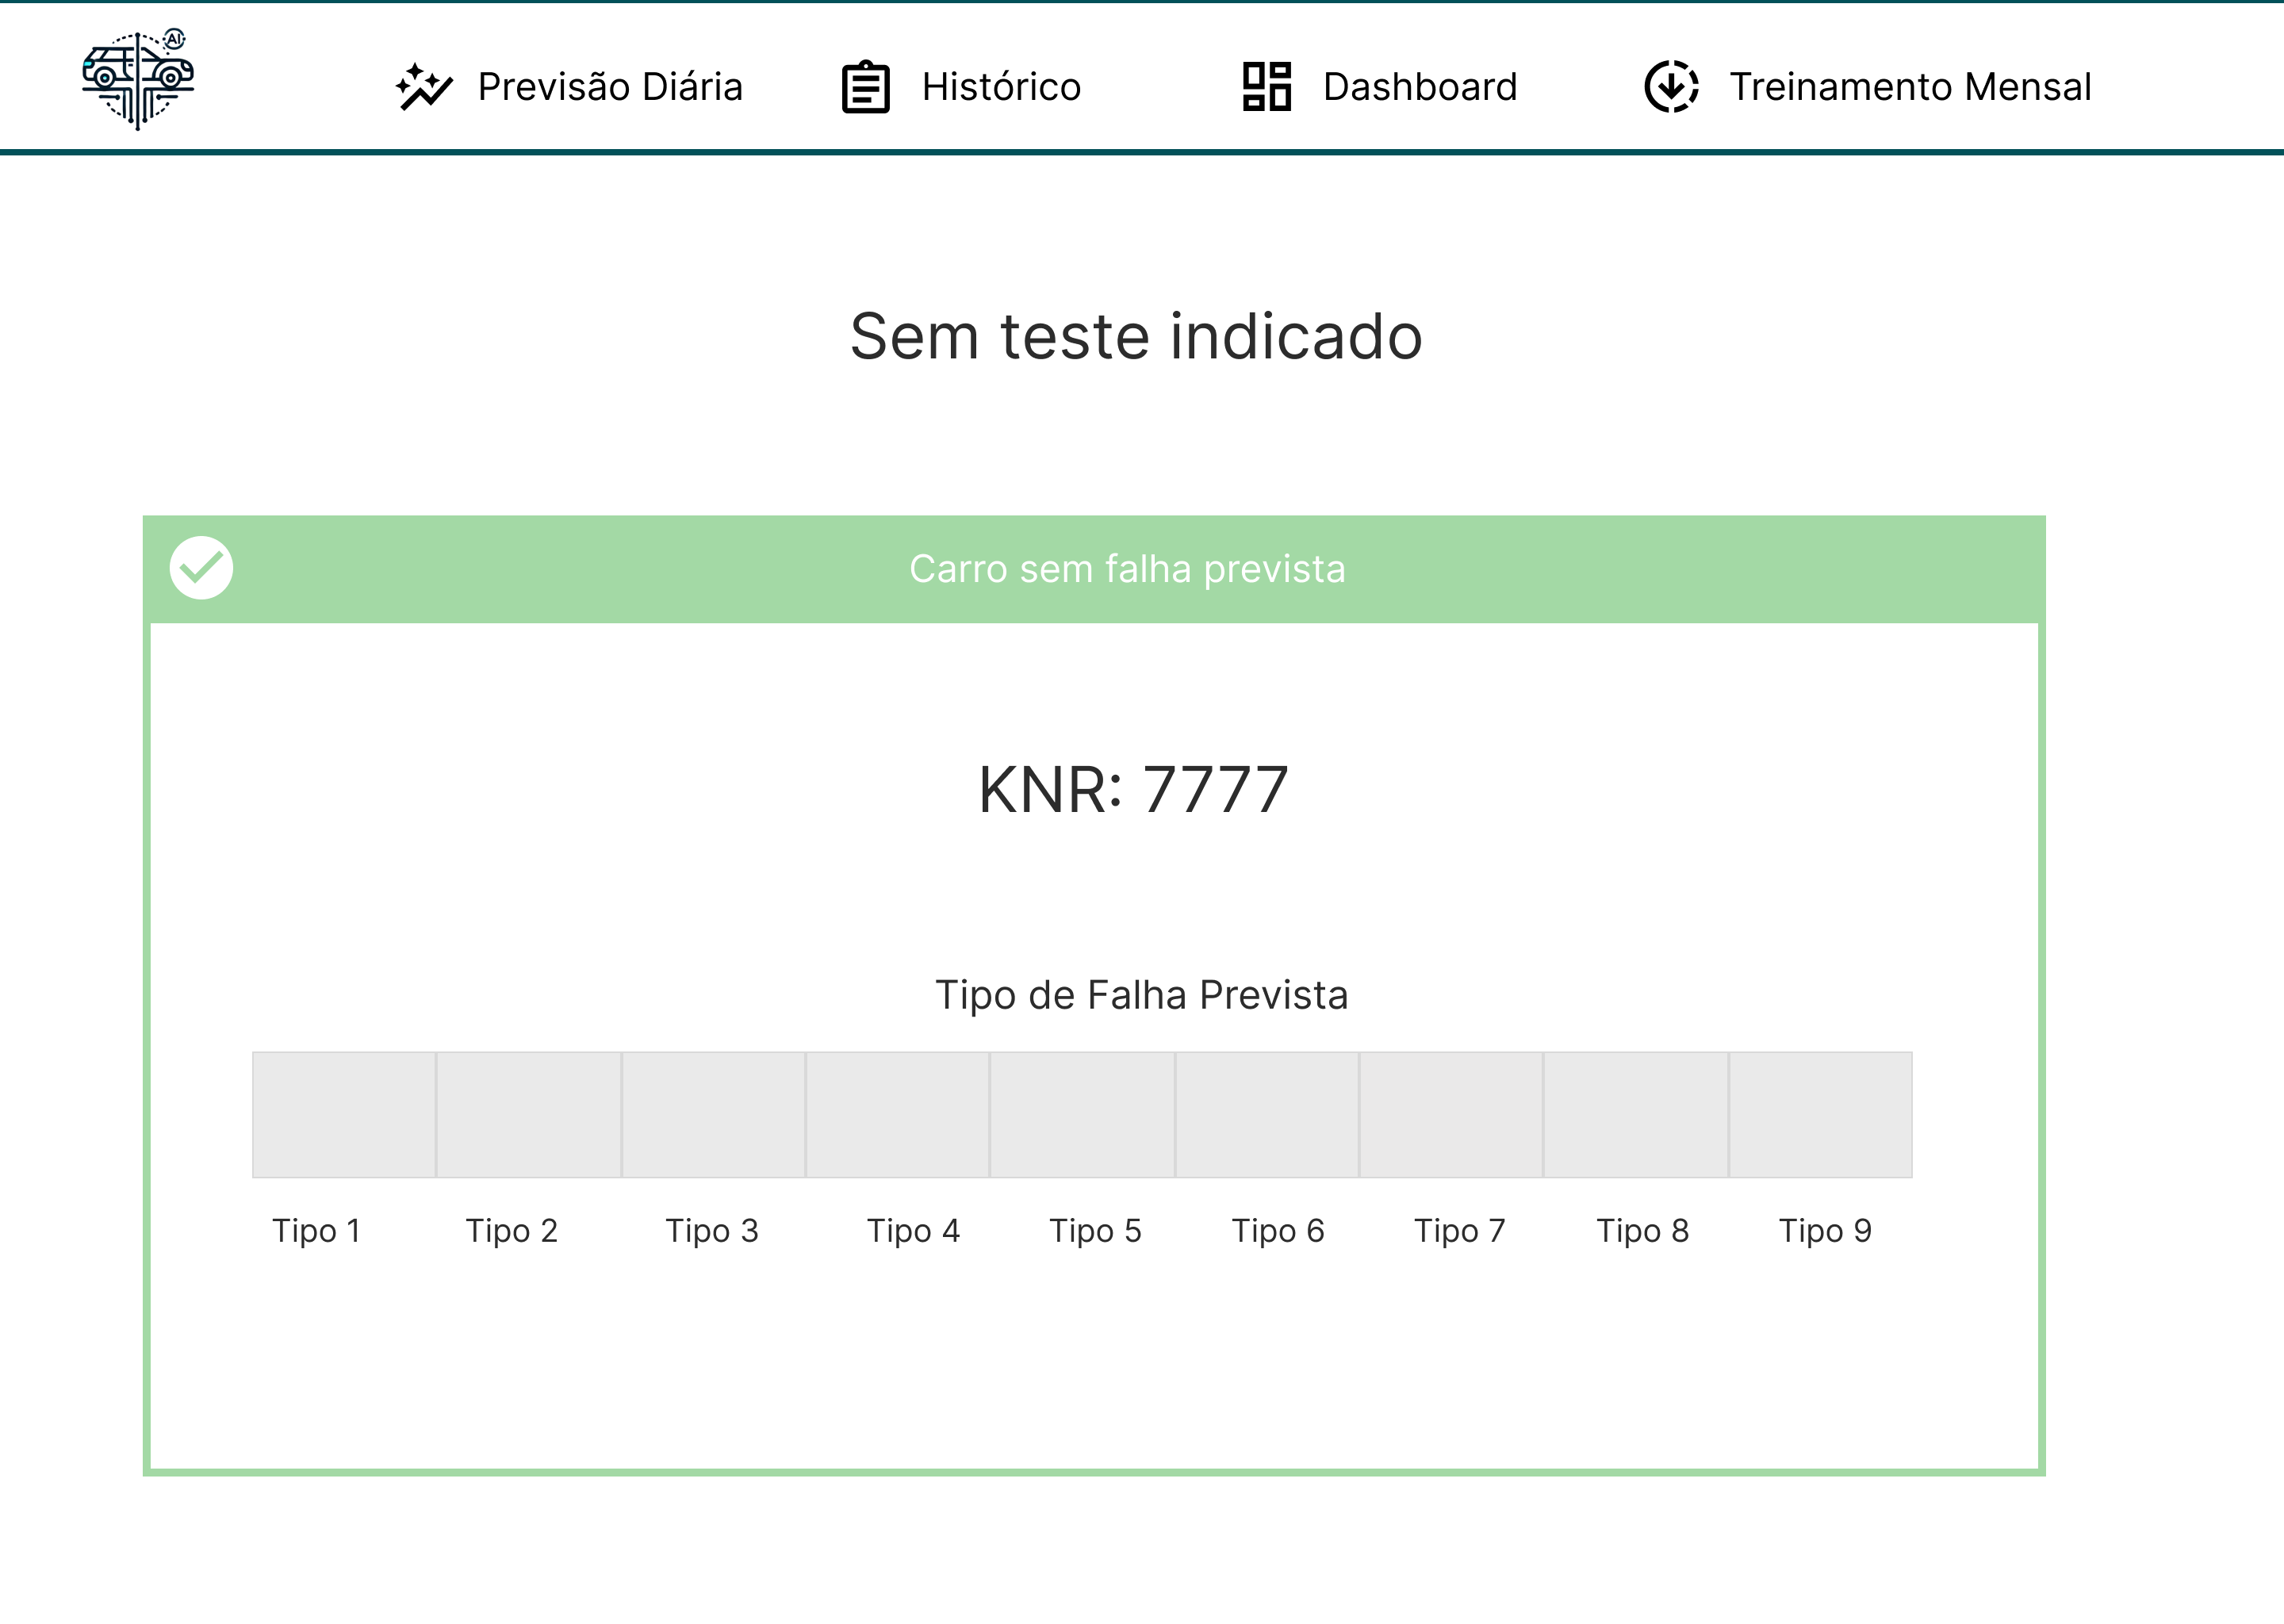 AI
Previsão Diária
Histórico
Dashboard
Treinamento Mensal
Sem teste indicado
Carro sem falha prevista
KNR: 7777
Tipo de Falha Prevista
Tipo 1 Tipo 2 Tipo 3 Tipo 4 Tipo 5 Tipo 6 Tipo 7 Tipo 8 Tipo 9